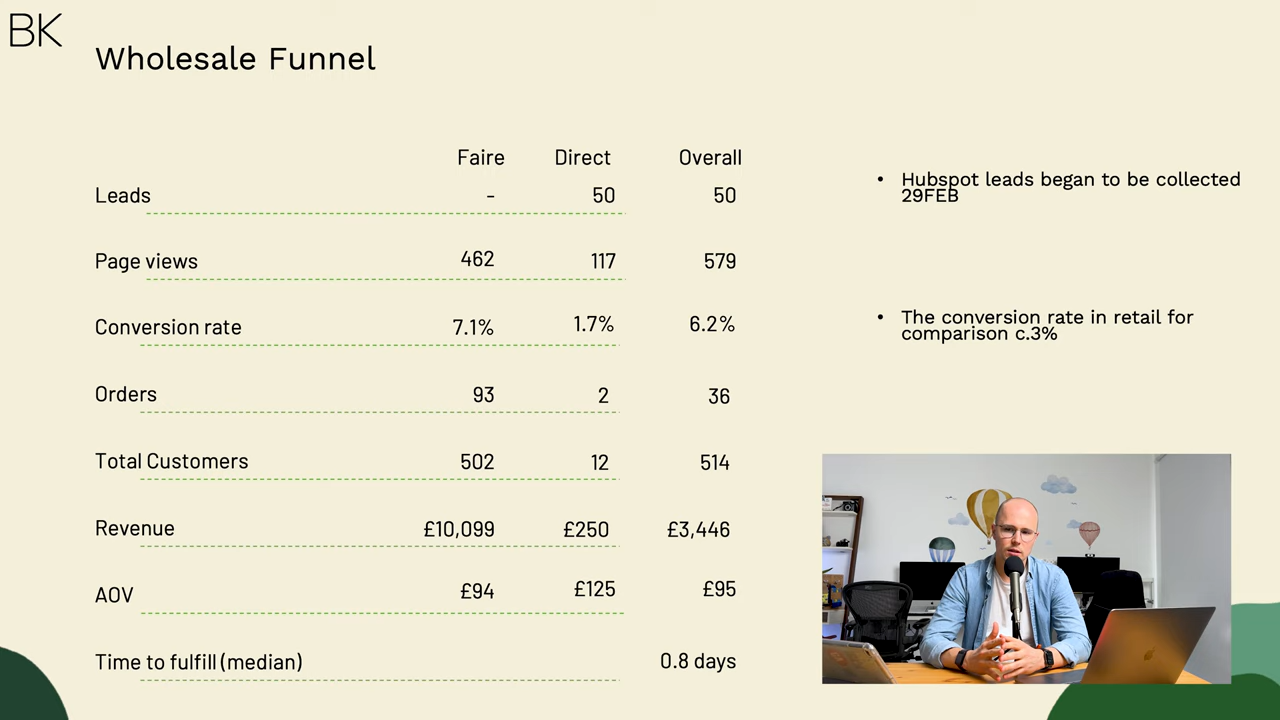 BK
Wholesale Funnel
Faire Direct Overall
Leads - 50 50
Page views 462 117 579
Conversion rate 7.1% 1.7% 6.2%
Orders 93 2 36
Total Customers 502 12 514
Revenue £10,099 £250 £3,446
AOV £94 £125 £95
Time to fulfill (median) 0.8 days
• Hubspot leads began to be collected
29FEB
• The conversion rate in retail for
comparison c.3%